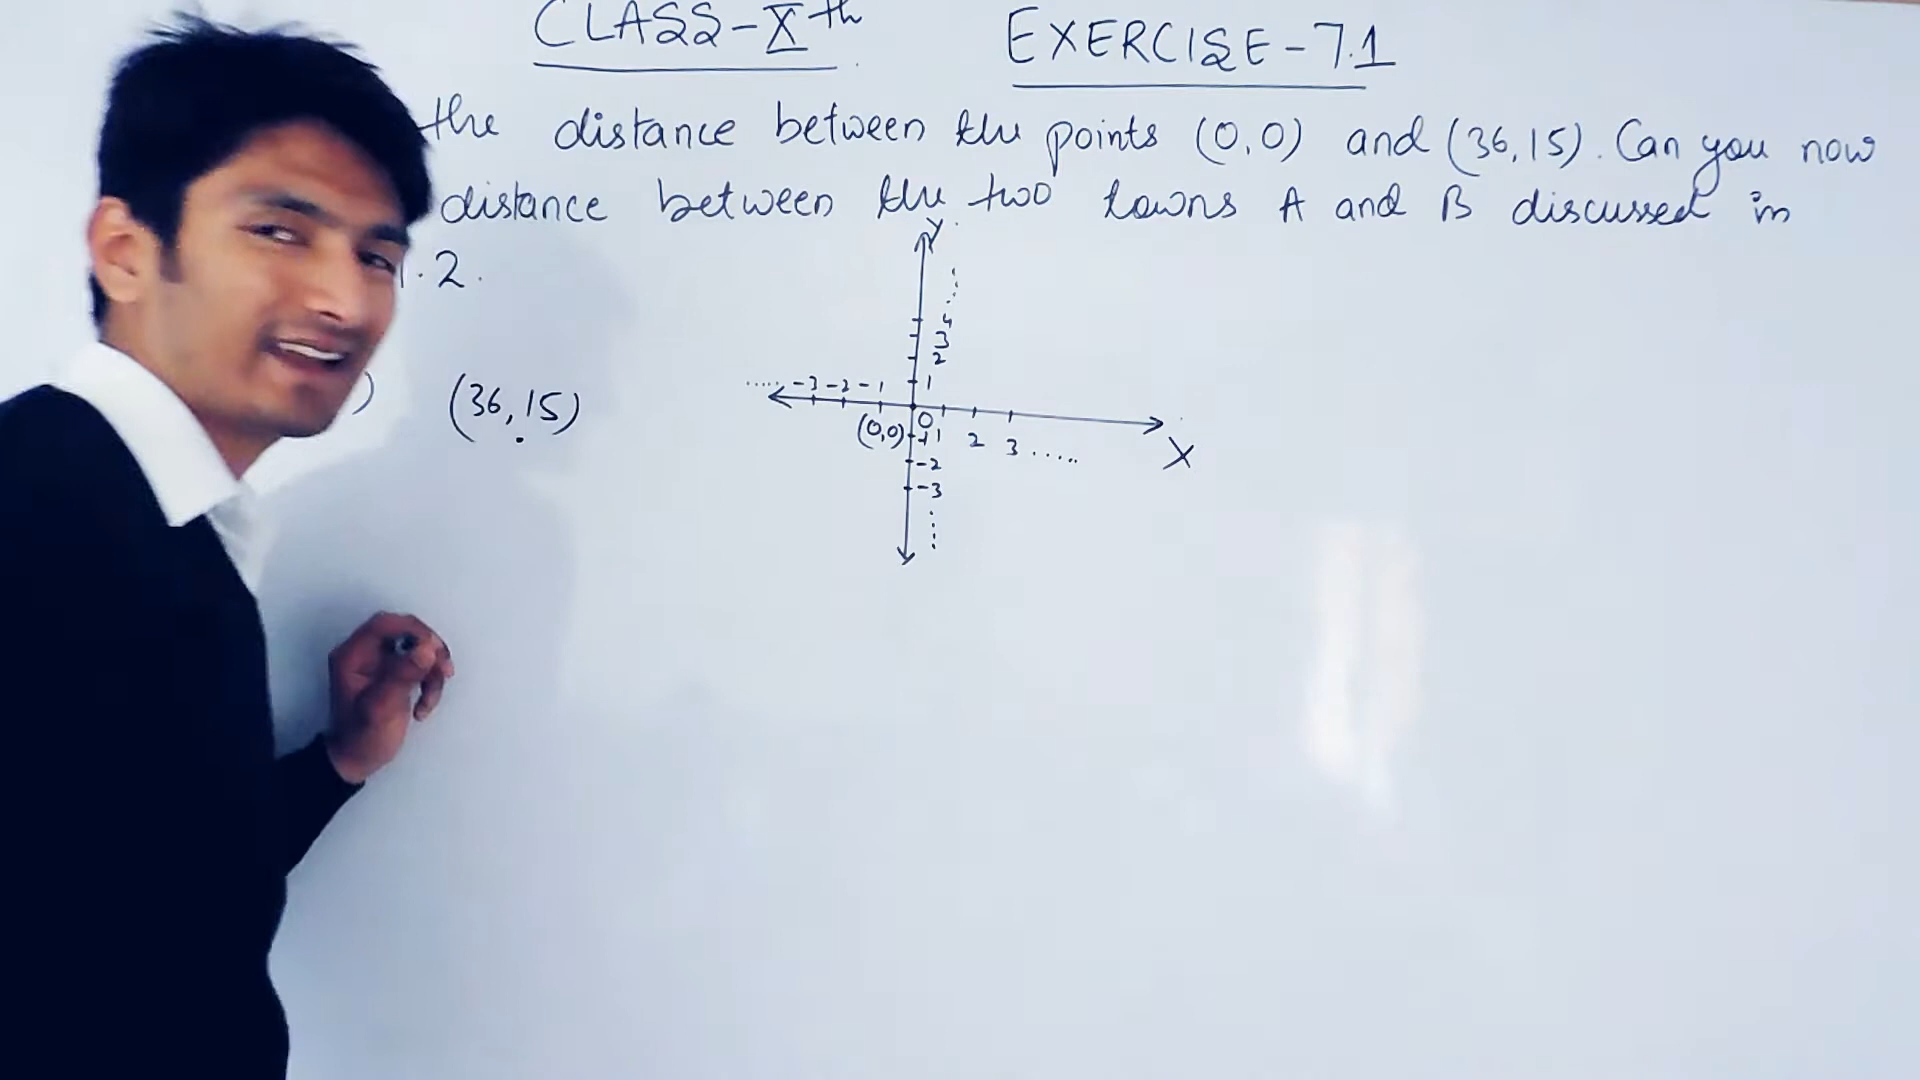 CLASS-Xth EXERCISE-7.1
the distance between the points (0,0) and (36,15). Can you now
distance between the two towns A and B discussed in
.2.
Y
4
3
2
1
..... -3 -2 -1
) (36,15)
(0,0) 0
-1 1 2 3 .....
X
-2
-3